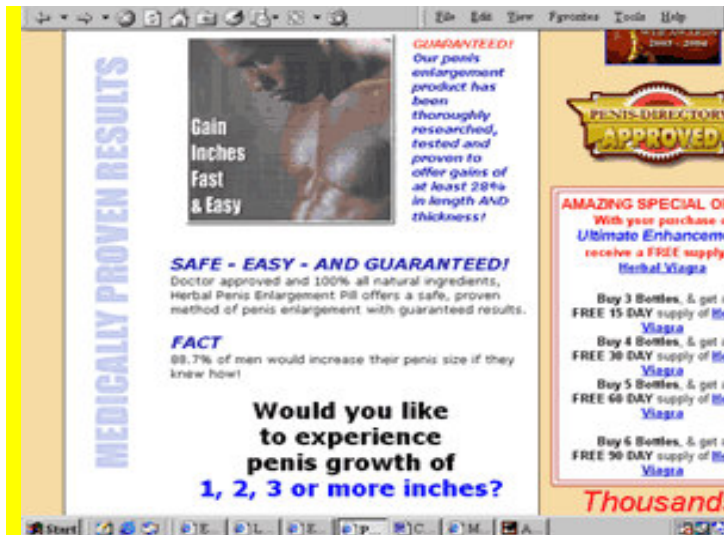 File Edit View Favorites Tools Help
MEDICALLY PROVEN RESULTS
Gain
Inches
Fast
& Easy
GUARANTEED!
Our penis
enlargement
product has
been
thoroughly
researched,
tested and
proven to
offer gains of
at least 28%
in length AND
thickness!
2005 - 2006
PENIS-DIRECTORY
APPROVED
SAFE - EASY - AND GUARANTEED!
Doctor approved and 100% all natural ingredients,
Herbal Penis Enlargement Pill offers a safe, proven
method of penis enlargement with guaranteed results.
FACT
88.7% of men would increase their penis size if they
knew how!
Would you like
to experience
penis growth of
1, 2, 3 or more inches?
AMAZING SPECIAL O
With your purchase
Ultimate Enhancem
receive a FREE supply
Herbal Viagra
Buy 3 Bottles, & get
FREE 15 DAY supply of He
Viagra
Buy 4 Bottles, & get
FREE 30 DAY supply of He
Viagra
Buy 5 Bottles, & get
FREE 60 DAY supply of He
Viagra
Buy 6 Bottles, & get
FREE 90 DAY supply of He
Viagra
Thousand
Start E... L... E... P... C... M... A...